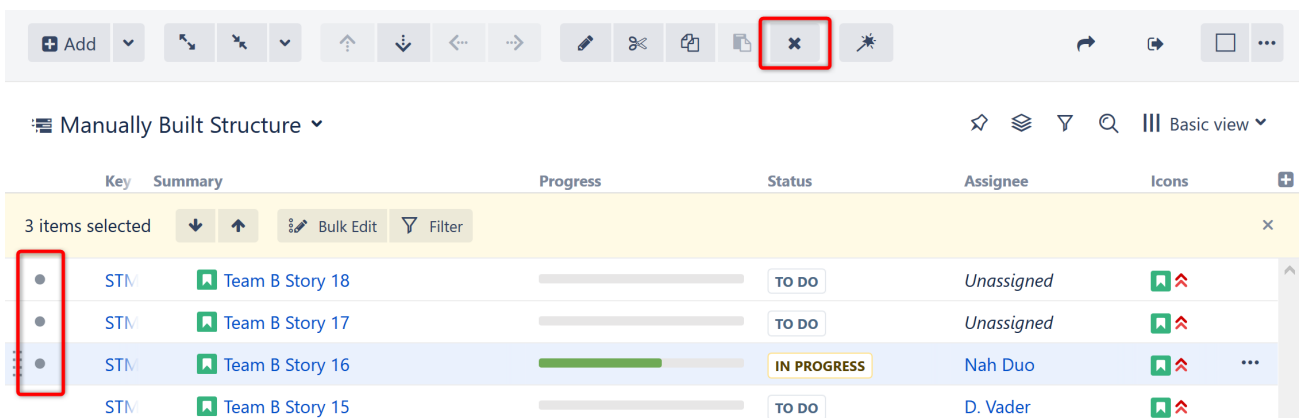 Add
Manually Built Structure
Basic view
Key Summary Progress Status Assignee Icons
3 items selected Bulk Edit Filter
STM Team B Story 18 TO DO Unassigned
STM Team B Story 17 TO DO Unassigned
STM Team B Story 16 IN PROGRESS Nah Duo
STM Team B Story 15 TO DO D. Vader